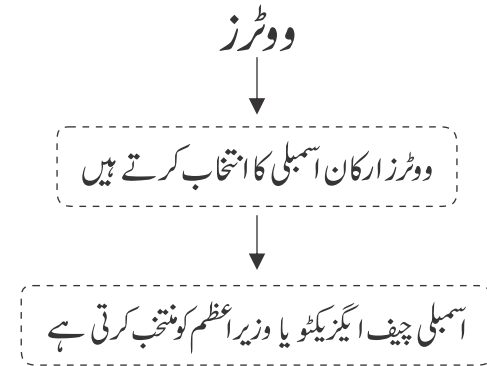 ووٹرز
ووٹرز ارکان اسمبلی کا انتخاب کرتے ہیں
اسمبلی چیف ایگزیکٹو یا وزیراعظم کو منتخب کرتی ہے